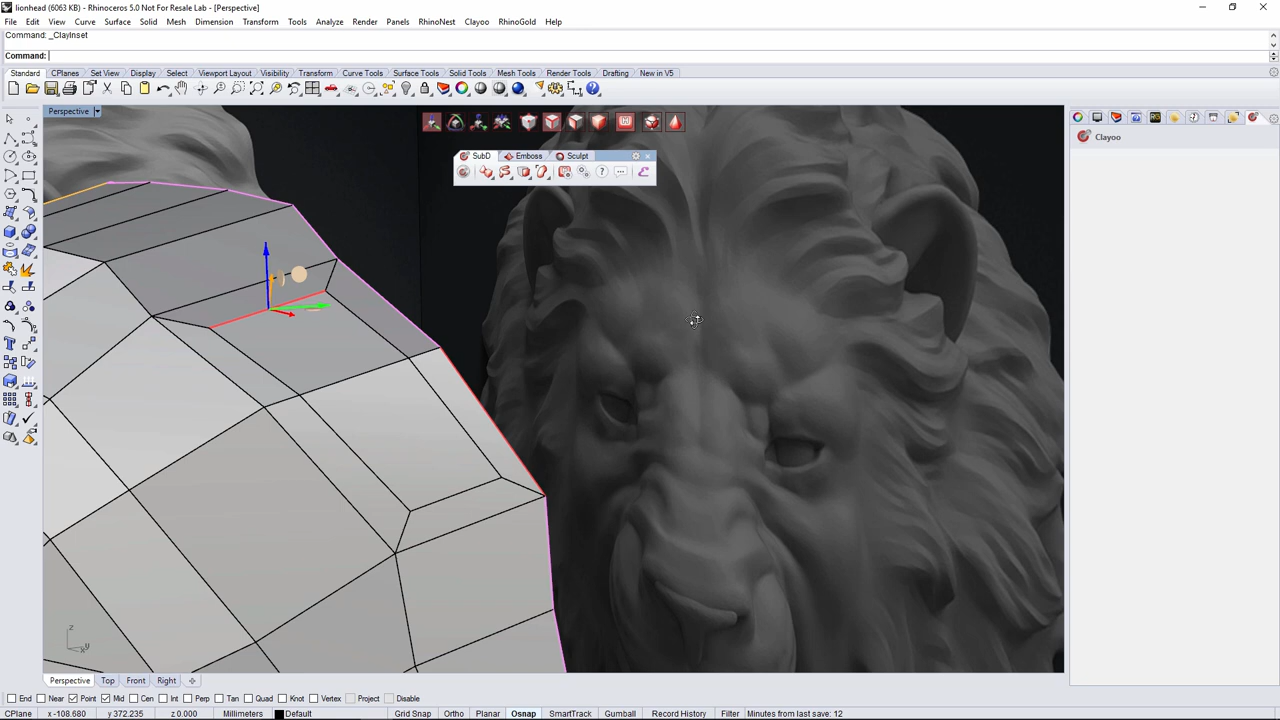 lionhead (6063 KB) - Rhinoceros 5.0 Not For Resale Lab - [Perspective]
File Edit View Curve Surface Solid Mesh Dimension Transform Tools Analyze Render Panels RhinoNest Clayoo RhinoGold Help
Command: _ClayInset
Command:
Standard CPlanes Set View Display Select Viewport Layout Visibility Transform Curve Tools Surface Tools Solid Tools Mesh Tools Render Tools Drafting New in V5
Perspective
Clayoo
SubD Emboss Sculpt
z
x y
Perspective Top Front Right
End Near Point Mid Cen Int Perp Tan Quad Knot Vertex Project Disable
CPlane x -108.680 y 372.235 z 0.000 Millimeters Default Grid Snap Ortho Planar Osnap SmartTrack Gumball Record History Filter Minutes from last save: 12